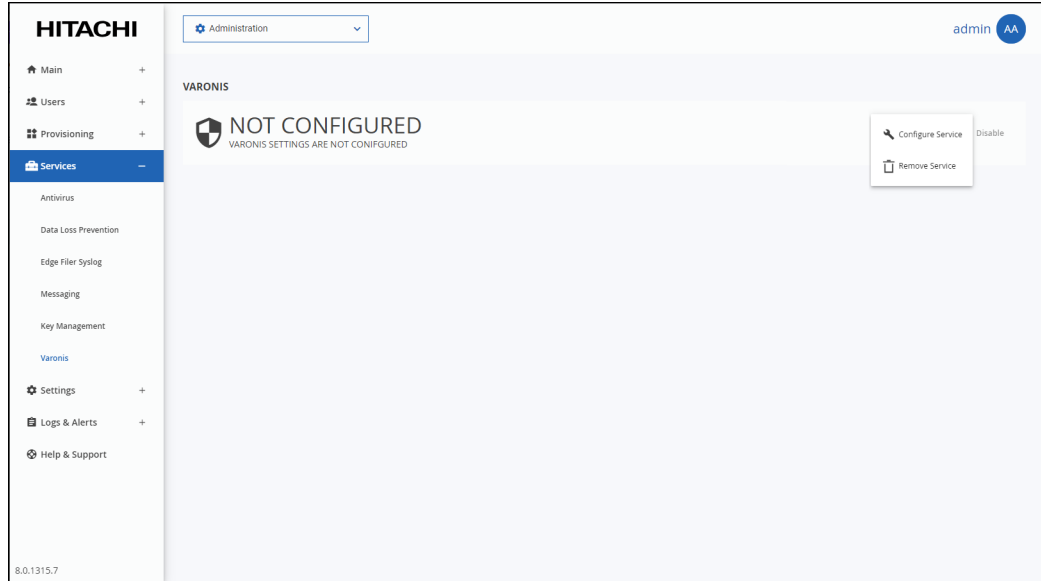 HITACHI
Administration
admin
AA
Main
Users
Provisioning
Services
Antivirus
Data Loss Prevention
Edge Filer Syslog
Messaging
Key Management
Varonis
Settings
Logs & Alerts
Help & Support
8.0.1315.7
VARONIS
NOT CONFIGURED
VARONIS SETTINGS ARE NOT CONIFGURED
Configure Service
Disable
Remove Service